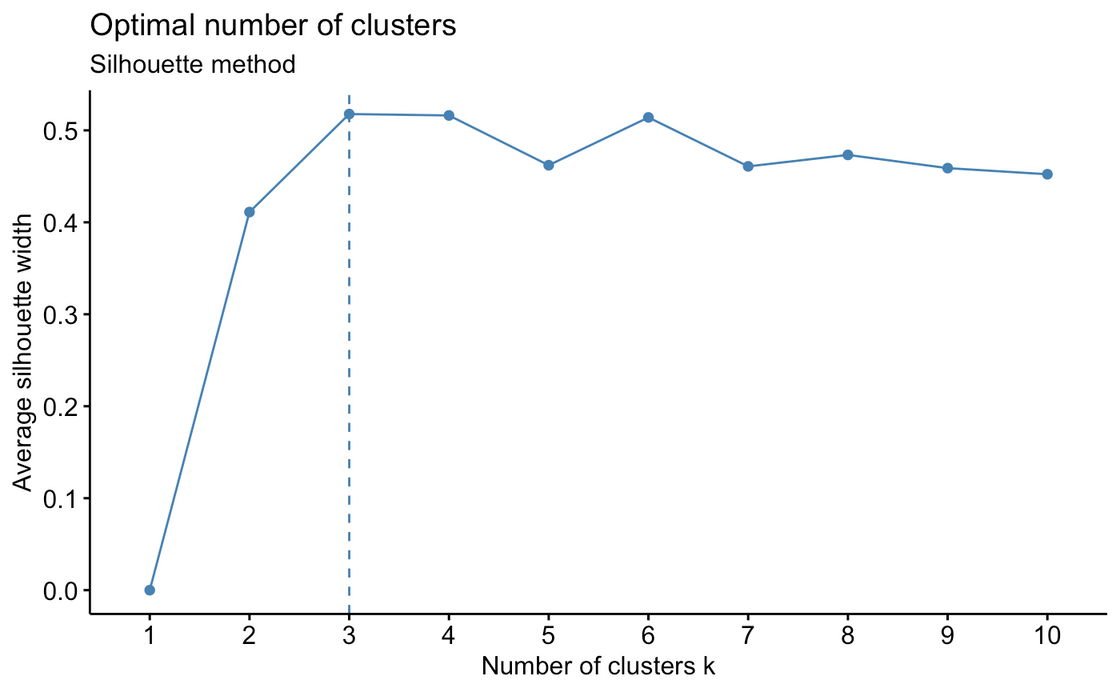 Optimal number of clusters
Silhouette method
Average silhouette width
0.5
0.4
0.3
0.2
0.1
0.0
1 2 3 4 5 6 7 8 9 10
Number of clusters k